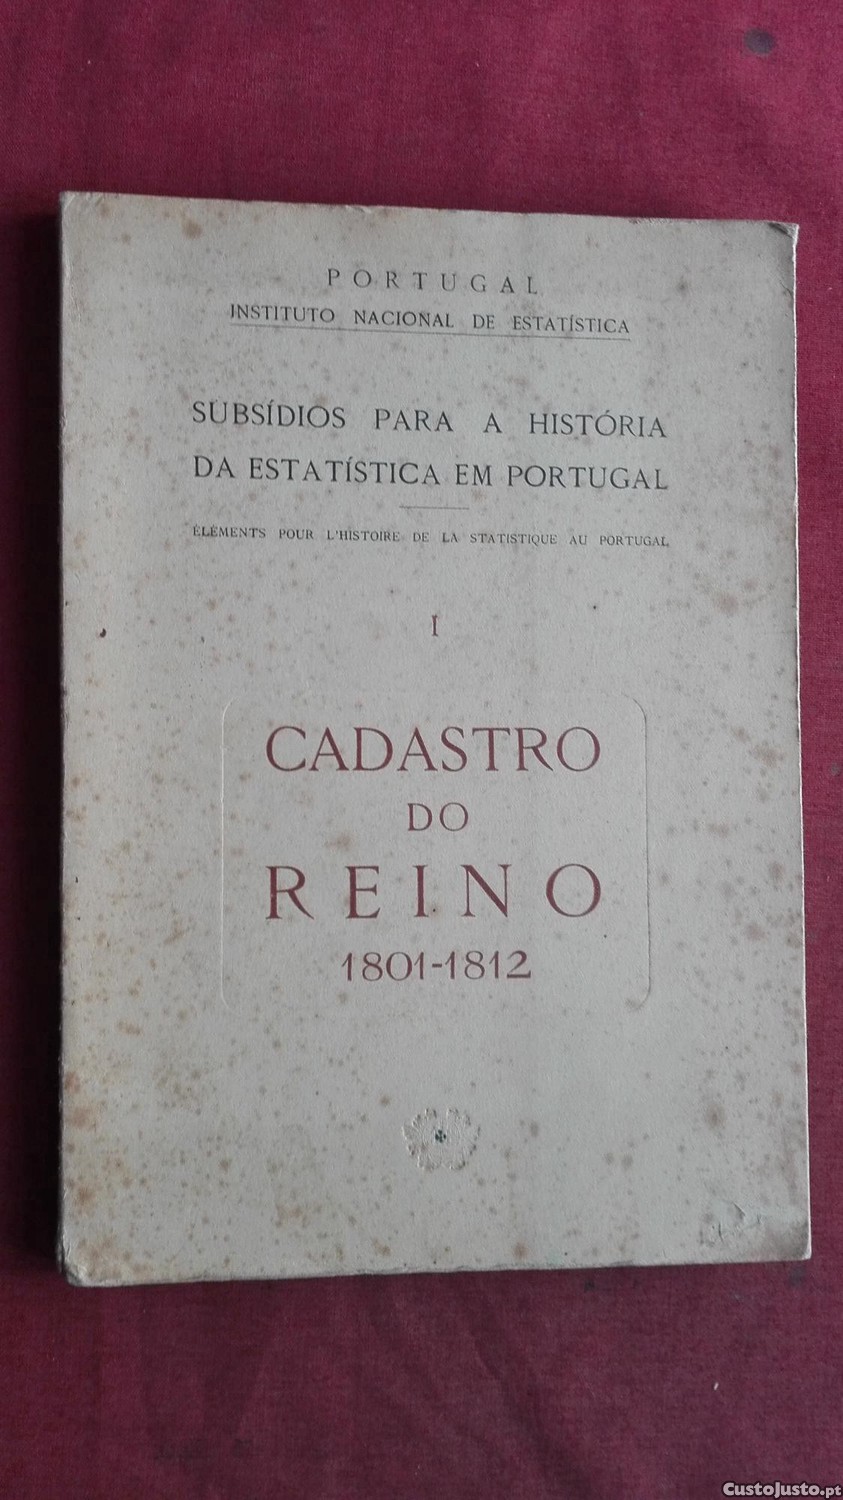 PORTUGAL
INSTITUTO NACIONAL DE ESTATÍSTICA
SUBSÍDIOS PARA A HISTÓRIA
DA ESTATÍSTICA EM PORTUGAL
ÉLÉMENTS POUR L'HISTOIRE DE LA STATISTIQUE AU PORTUGAL
I
CADASTRO
DO
REINO
1801-1812
CustoJusto.pt